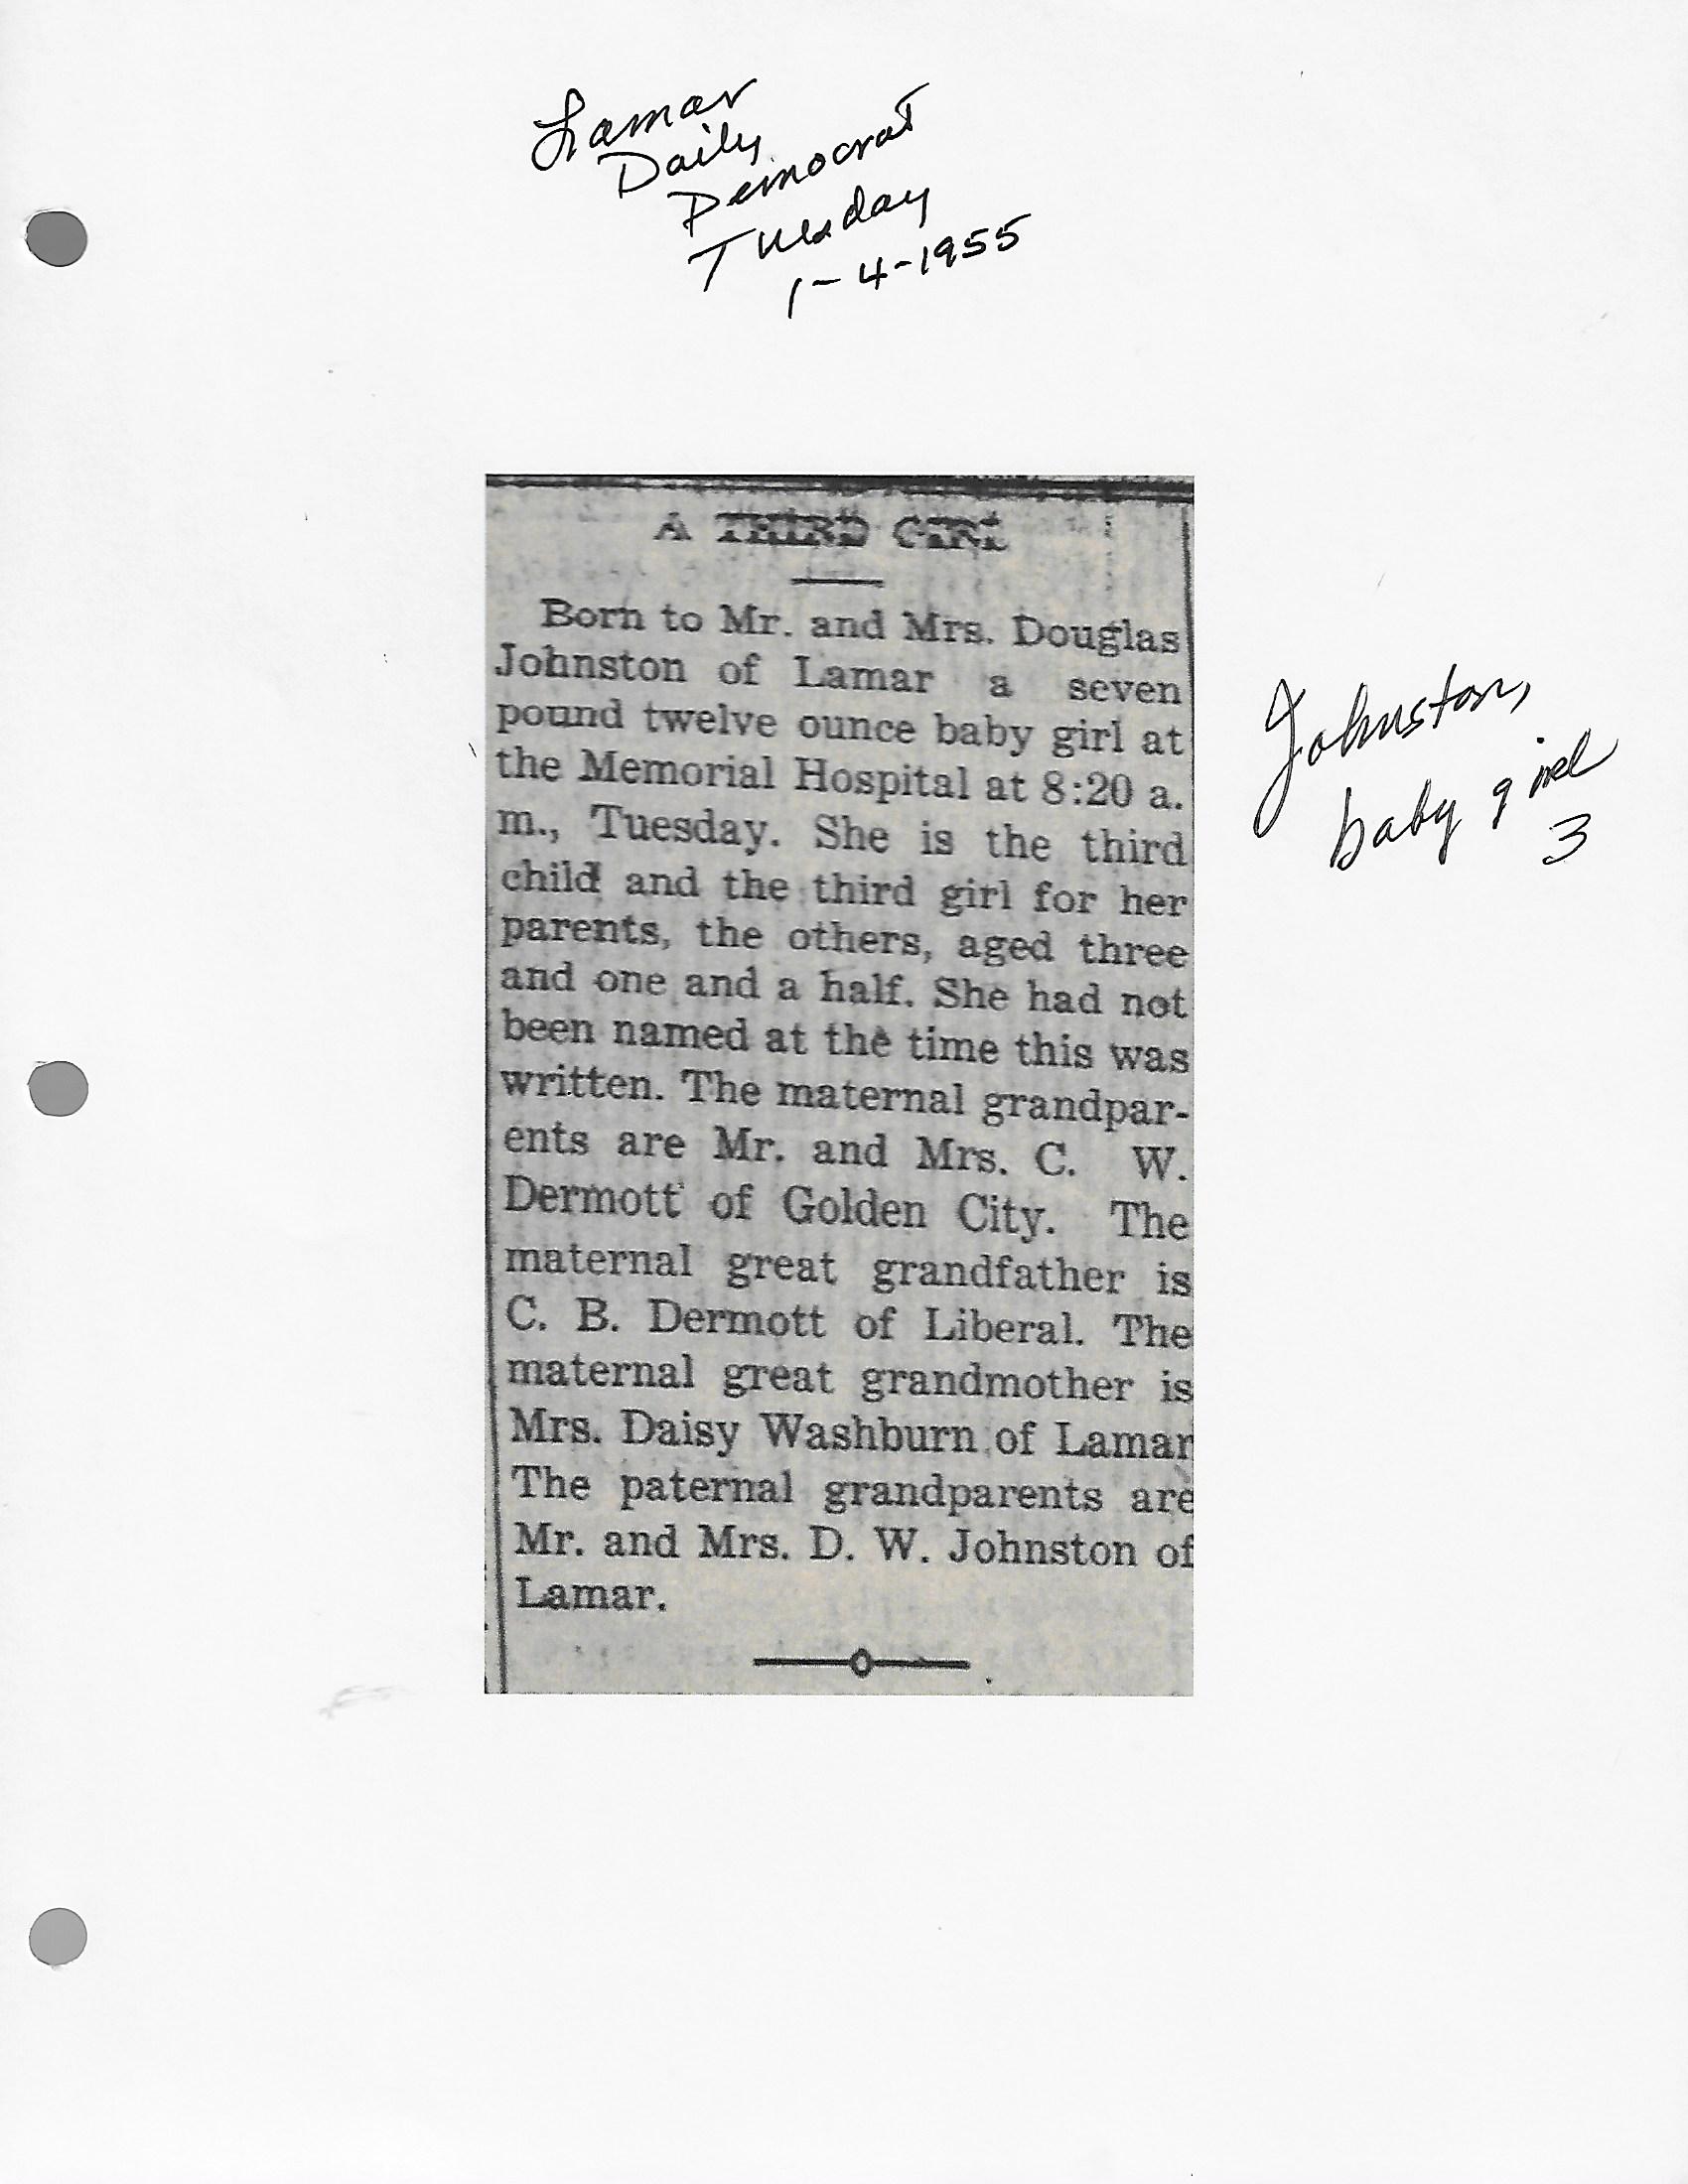 Lamar
Daily
Democrat
Tuesday
1-4-1955
A THIRD GIRL
Born to Mr. and Mrs. Douglas
Johnston of Lamar a seven
pound twelve ounce baby girl at
the Memorial Hospital at 8:20 a.
m., Tuesday. She is the third
child and the third girl for her
parents, the others, aged three
and one and a half. She had not
been named at the time this was
written. The maternal grandpar-
ents are Mr. and Mrs. C. W.
Dermott of Golden City. The
maternal great grandfather is
C. B. Dermott of Liberal. The
maternal great grandmother is
Mrs. Daisy Washburn of Lamar
The paternal grandparents are
Mr. and Mrs. D. W. Johnston of
Lamar.
Johnston,
baby girl
3